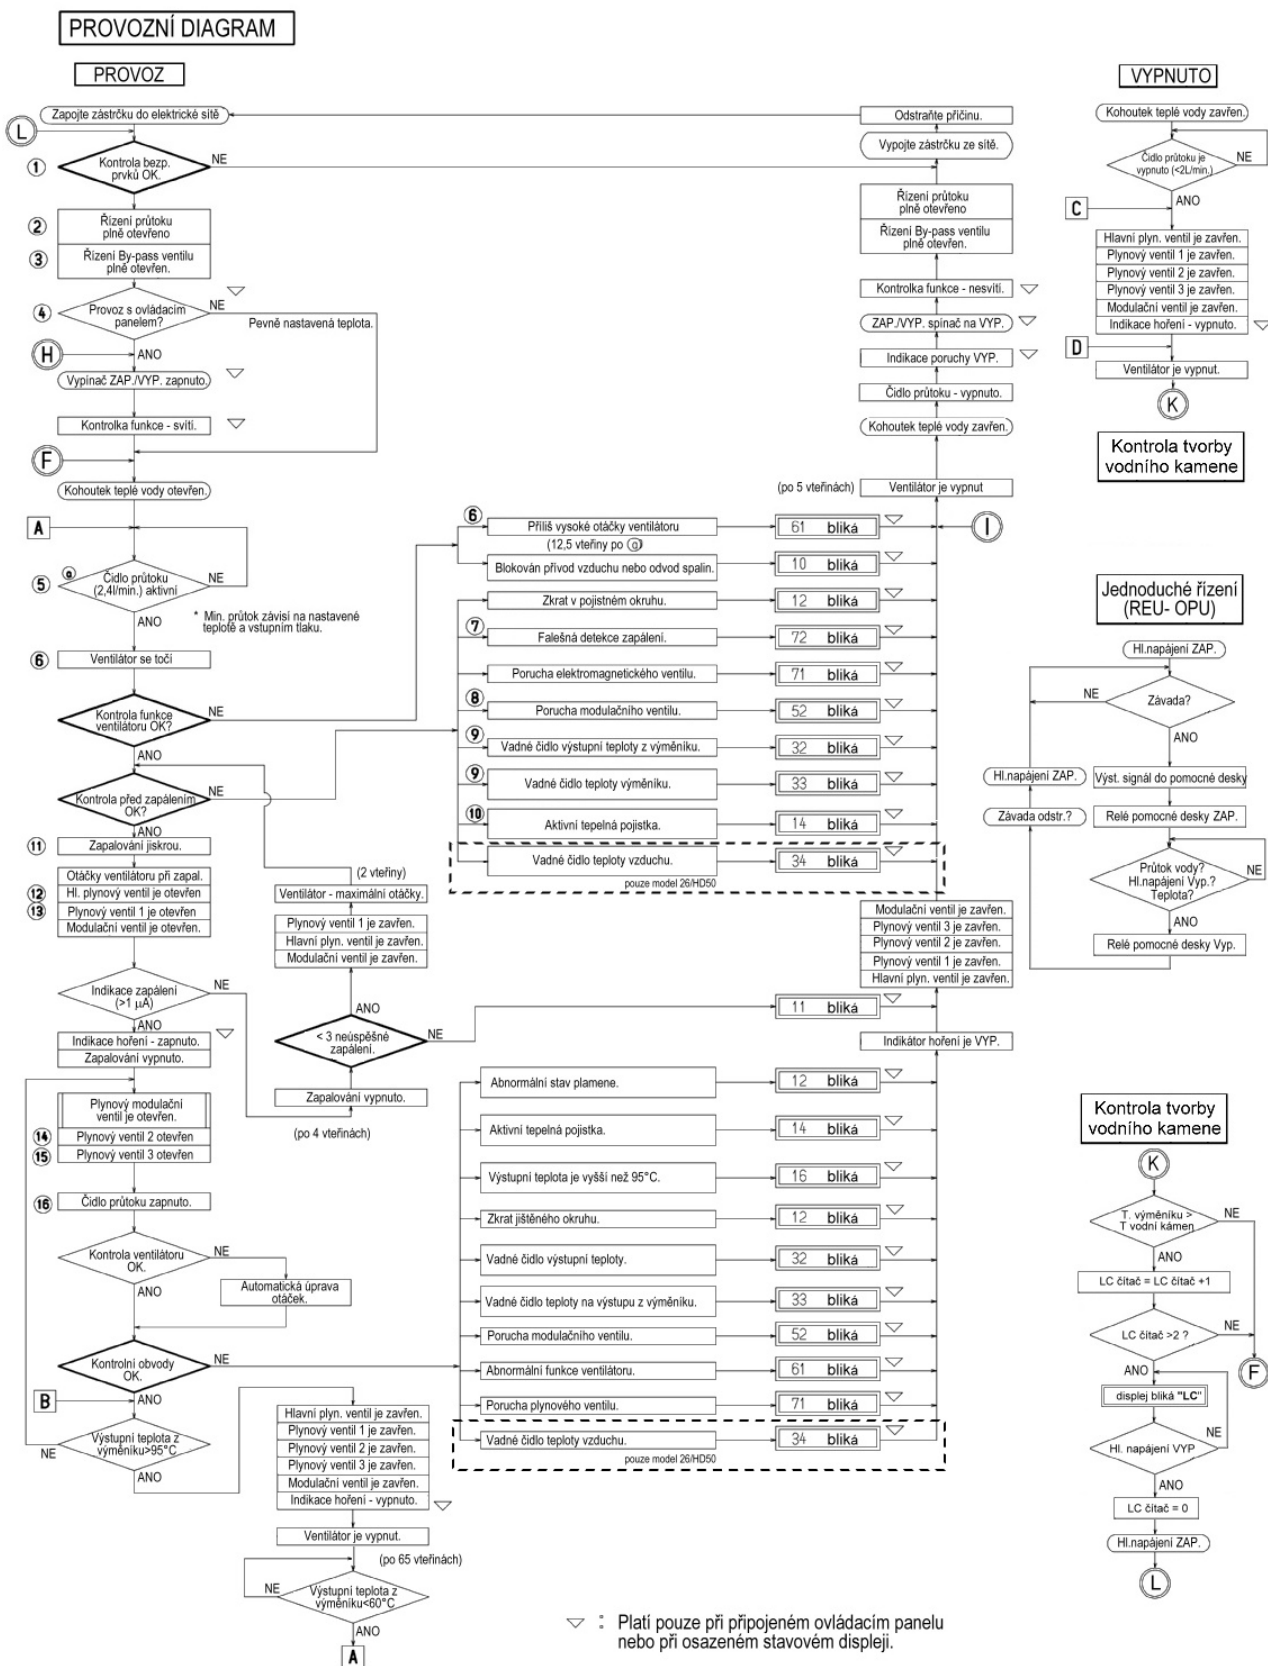 PROVOZNÍ DIAGRAM
PROVOZ
Zapojte zástrčku do elektrické sítě
L
1
Kontrola bezp.
prvků OK.
NE
2
Řízení průtoku
plně otevřeno
3
Řízení By-pass ventilu
plně otevřen.
4
Provoz s ovládacím
panelem?
NE
Pevně nastavená teplota.
H
ANO
Vypínač ZAP./VYP. zapnuto.
Kontrolka funkce - svítí.
F
Kohoutek teplé vody otevřen.
A
5
a
Čidlo průtoku
(2,4l/min.) aktivní
NE
ANO
* Min. průtok závisí na nastavené
teplotě a vstupním tlaku.
6
Ventilátor se točí
Kontrola funkce
ventilátoru OK?
NE
ANO
Kontrola před zapálením
OK?
NE
ANO
11
Zapalování jiskrou.
Otáčky ventilátoru při zapal.
12
Hl. plynový ventil je otevřen
13
Plynový ventil 1 je otevřen
Modulační ventil je otevřen.
Indikace zapálení
(>1 µA)
NE
ANO
Indikace hoření - zapnuto.
Zapalování vypnuto.
Plynový modulační
ventil je otevřen.
14
Plynový ventil 2 otevřen
15
Plynový ventil 3 otevřen
16
Čidlo průtoku zapnuto.
Kontrola ventilátoru
OK.
NE
ANO
Automatická úprava
otáček.
Kontrolní obvody
OK.
NE
B
ANO
Výstupní teplota z
výměníku>95°C
NE
ANO
(2 vteřiny)
Ventilátor - maximální otáčky.
Plynový ventil 1 je zavřen.
Hlavní plyn. ventil je zavřen.
Modulační ventil je zavřen.
ANO
< 3 neúspěšné
zapálení.
NE
Zapalování vypnuto.
(po 4 vteřinách)
Hlavní plyn. ventil je zavřen.
Plynový ventil 1 je zavřen.
Plynový ventil 2 je zavřen.
Plynový ventil 3 je zavřen.
Modulační ventil je zavřen.
Indikace hoření - vypnuto.
Ventilátor je vypnut.
(po 65 vteřinách)
Výstupní teplota z
výměníku<60°C
NE
ANO
A
6
Příliš vysoké otáčky ventilátoru
61 bliká
(12,5 vteřiny po a)
Blokován přívod vzduchu nebo odvod spalin.
10 bliká
Zkrat v pojistném okruhu.
12 bliká
7
Falešná detekce zapálení.
72 bliká
Porucha elektromagnetického ventilu.
71 bliká
8
Porucha modulačního ventilu.
52 bliká
9
Vadné čidlo výstupní teploty z výměníku.
32 bliká
9
Vadné čidlo teploty výměníku.
33 bliká
10
Aktivní tepelná pojistka.
14 bliká
Vadné čidlo teploty vzduchu.
34 bliká
pouze model 26/HD50
11 bliká
Abnormální stav plamene.
12 bliká
Aktivní tepelná pojistka.
14 bliká
Výstupní teplota je vyšší než 95°C.
16 bliká
Zkrat jištěného okruhu.
12 bliká
Vadné čidlo výstupní teploty.
32 bliká
Vadné čidlo teploty na výstupu z výměníku.
33 bliká
Porucha modulačního ventilu.
52 bliká
Abnormální funkce ventilátoru.
61 bliká
Porucha plynového ventilu.
71 bliká
Vadné čidlo teploty vzduchu.
34 bliká
pouze model 26/HD50
Odstraňte příčinu.
Vypojte zástrčku ze sítě.
Řízení průtoku
plně otevřeno
Řízení By-pass ventilu
plně otevřen.
Kontrolka funkce - nesvítí.
ZAP./VYP. spínač na VYP.
Indikace poruchy VYP.
Čidlo průtoku - vypnuto.
Kohoutek teplé vody zavřen.
(po 5 vteřinách)
Ventilátor je vypnut
I
Modulační ventil je zavřen.
Plynový ventil 3 je zavřen.
Plynový ventil 2 je zavřen.
Plynový ventil 1 je zavřen.
Hlavní plyn. ventil je zavřen.
Indikátor hoření je VYP.
VYPNUTO
Kohoutek teplé vody zavřen.
Čidlo průtoku je
vypnuto (<2L/min.)
NE
ANO
C
Hlavní plyn. ventil je zavřen.
Plynový ventil 1 je zavřen.
Plynový ventil 2 je zavřen.
Plynový ventil 3 je zavřen.
Modulační ventil je zavřen.
Indikace hoření - vypnuto.
D
Ventilátor je vypnut.
K
Kontrola tvorby
vodního kamene
Jednoduché řízení
(REU- OPU)
Hl.napájení ZAP.
NE
Závada?
ANO
Hl.napájení ZAP.
Výst. signál do pomocné desky
Závada odstr.?
Relé pomocné desky ZAP.
Průtok vody?
Hl.napájení Vyp.?
Teplota?
NE
ANO
Relé pomocné desky Vyp.
Kontrola tvorby
vodního kamene
K
T. výměníku >
T vodní kámen
NE
ANO
LC čítač = LC čítač +1
LC čítač >2 ?
NE
ANO
F
displej bliká "LC"
Hl. napájení VYP
NE
ANO
LC čítač = 0
Hl.napájení ZAP.
L
: Platí pouze při připojeném ovládacím panelu
nebo při osazeném stavovém displeji.